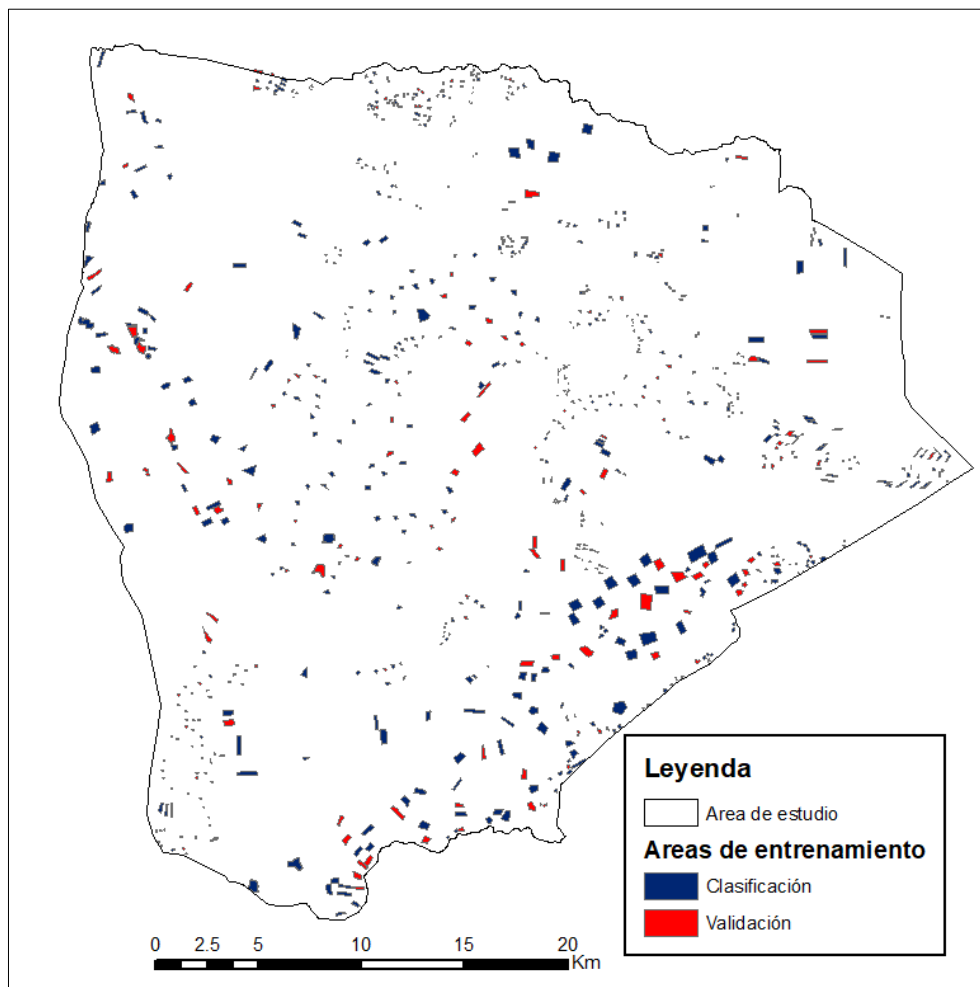 Leyenda
Area de estudio
Areas de entrenamiento
Clasificación
Validación
0 2.5 5 10 15 20
Km